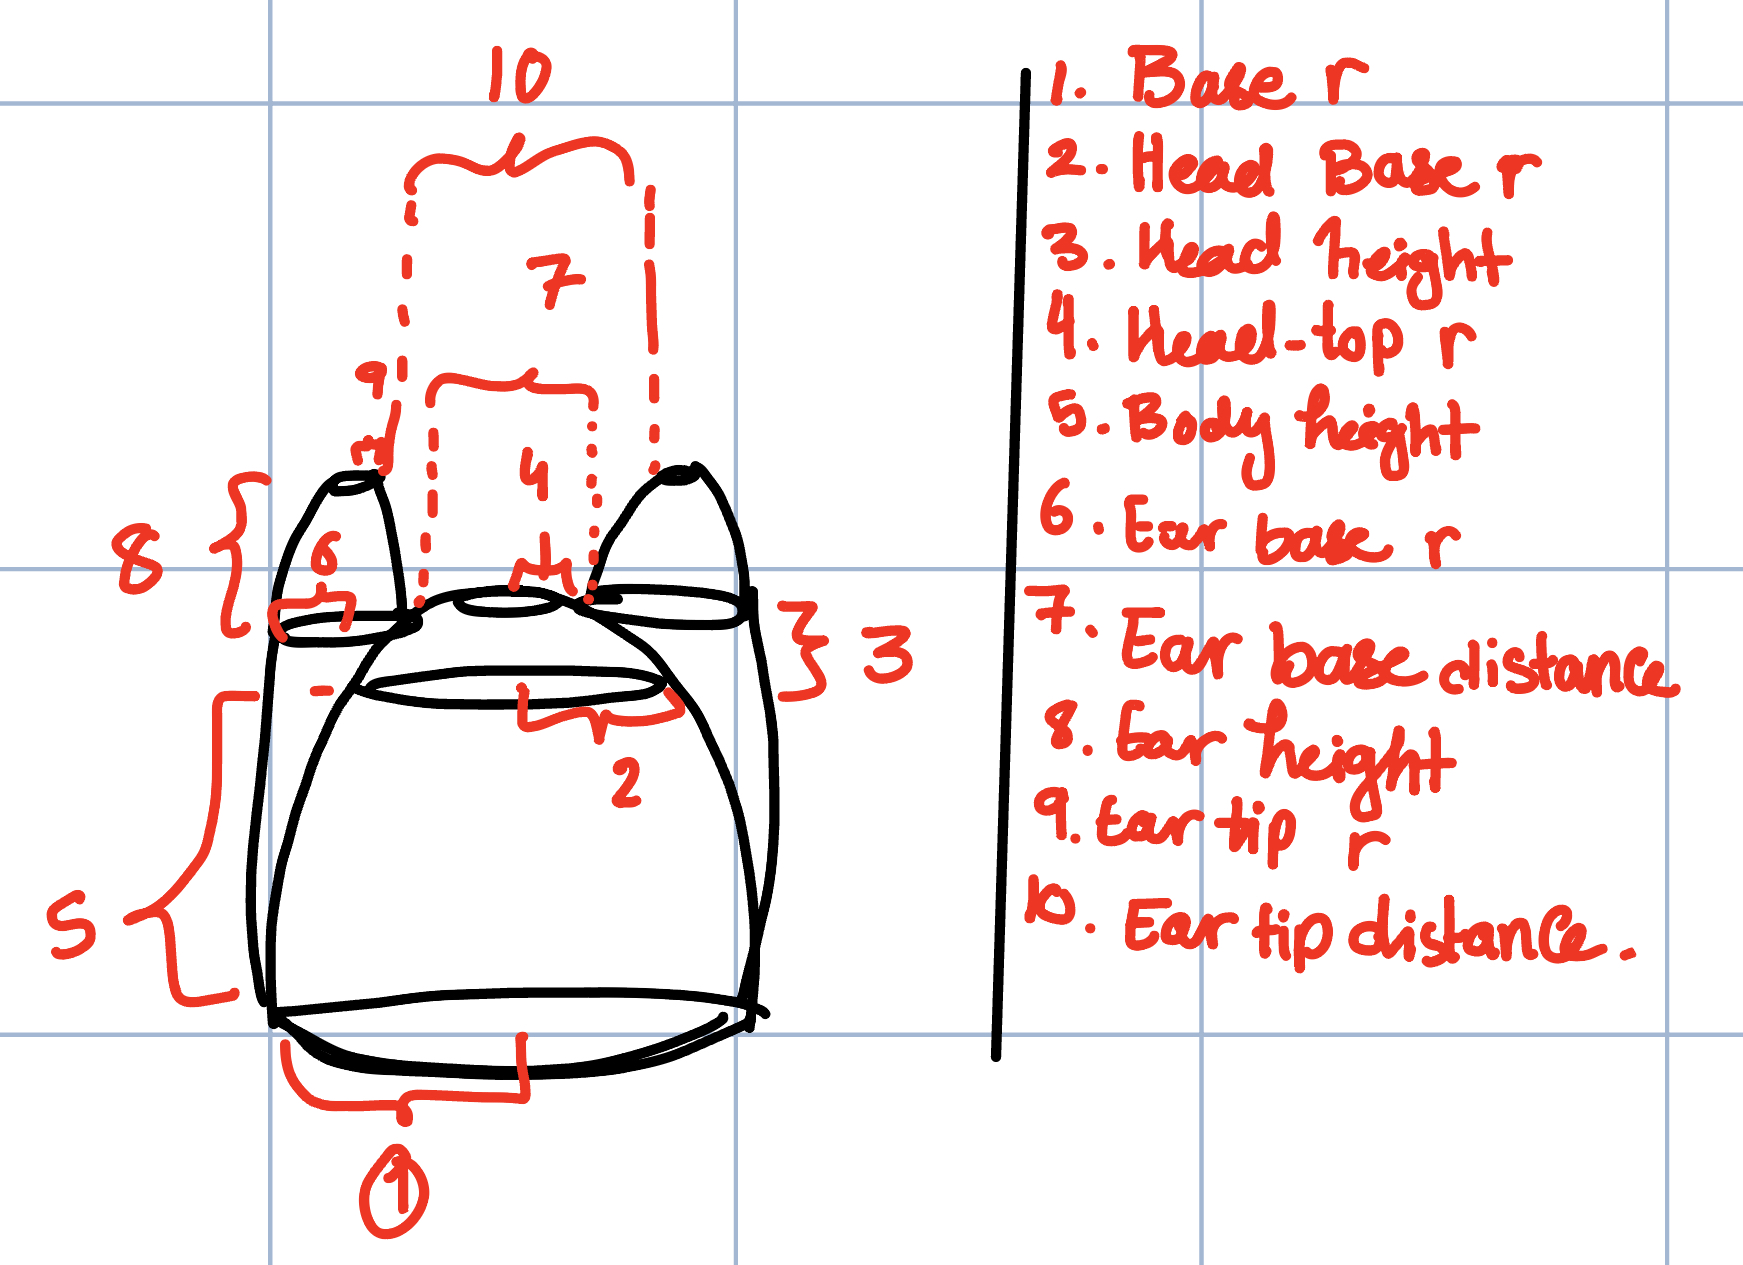 10
7
9
4
8
6
3
2
5
1
1. Base r
2. Head Base r
3. Head height
4. Head-top r
5. Body height
6. Ear base r
7. Ear base distance
8. Ear height
9. Ear tip r
10. Ear tip distance.